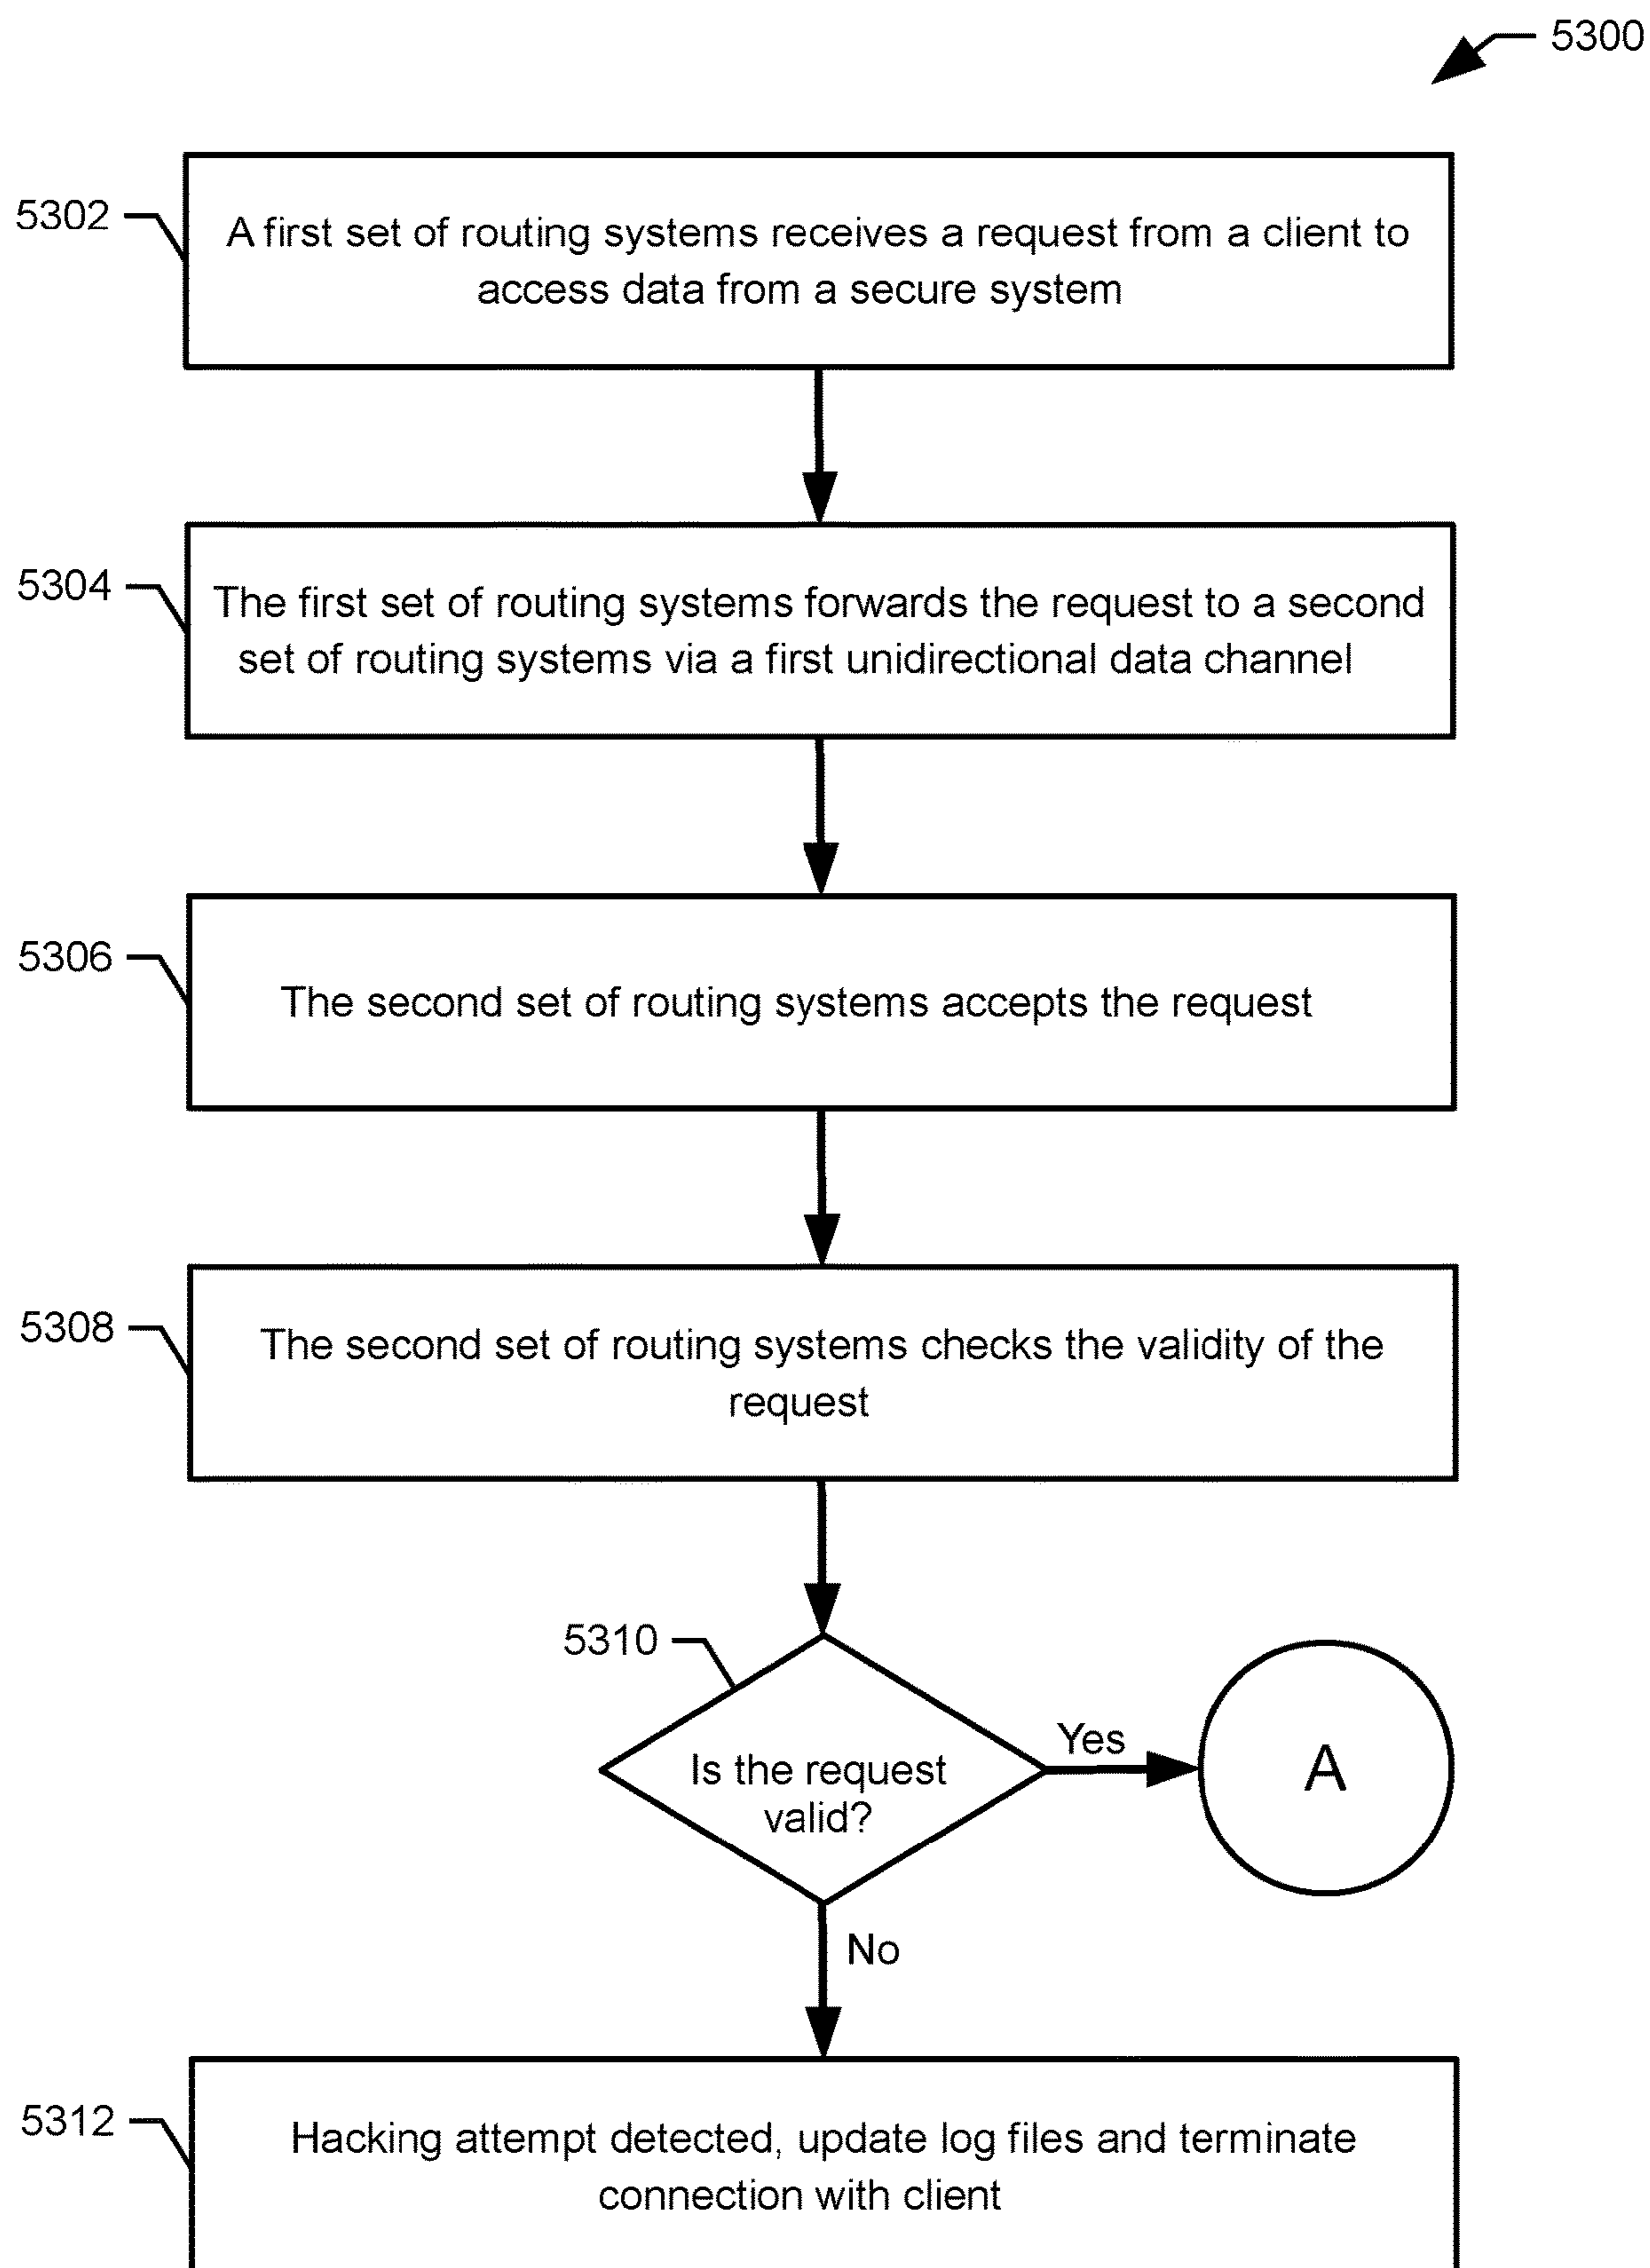 5300
5302
A first set of routing systems receives a request from a client to
access data from a secure system
5304
The first set of routing systems forwards the request to a second
set of routing systems via a first unidirectional data channel
5306
The second set of routing systems accepts the request
5308
The second set of routing systems checks the validity of the
request
5310
Is the request
valid?
Yes
A
No
5312
Hacking attempt detected, update log files and terminate
connection with client